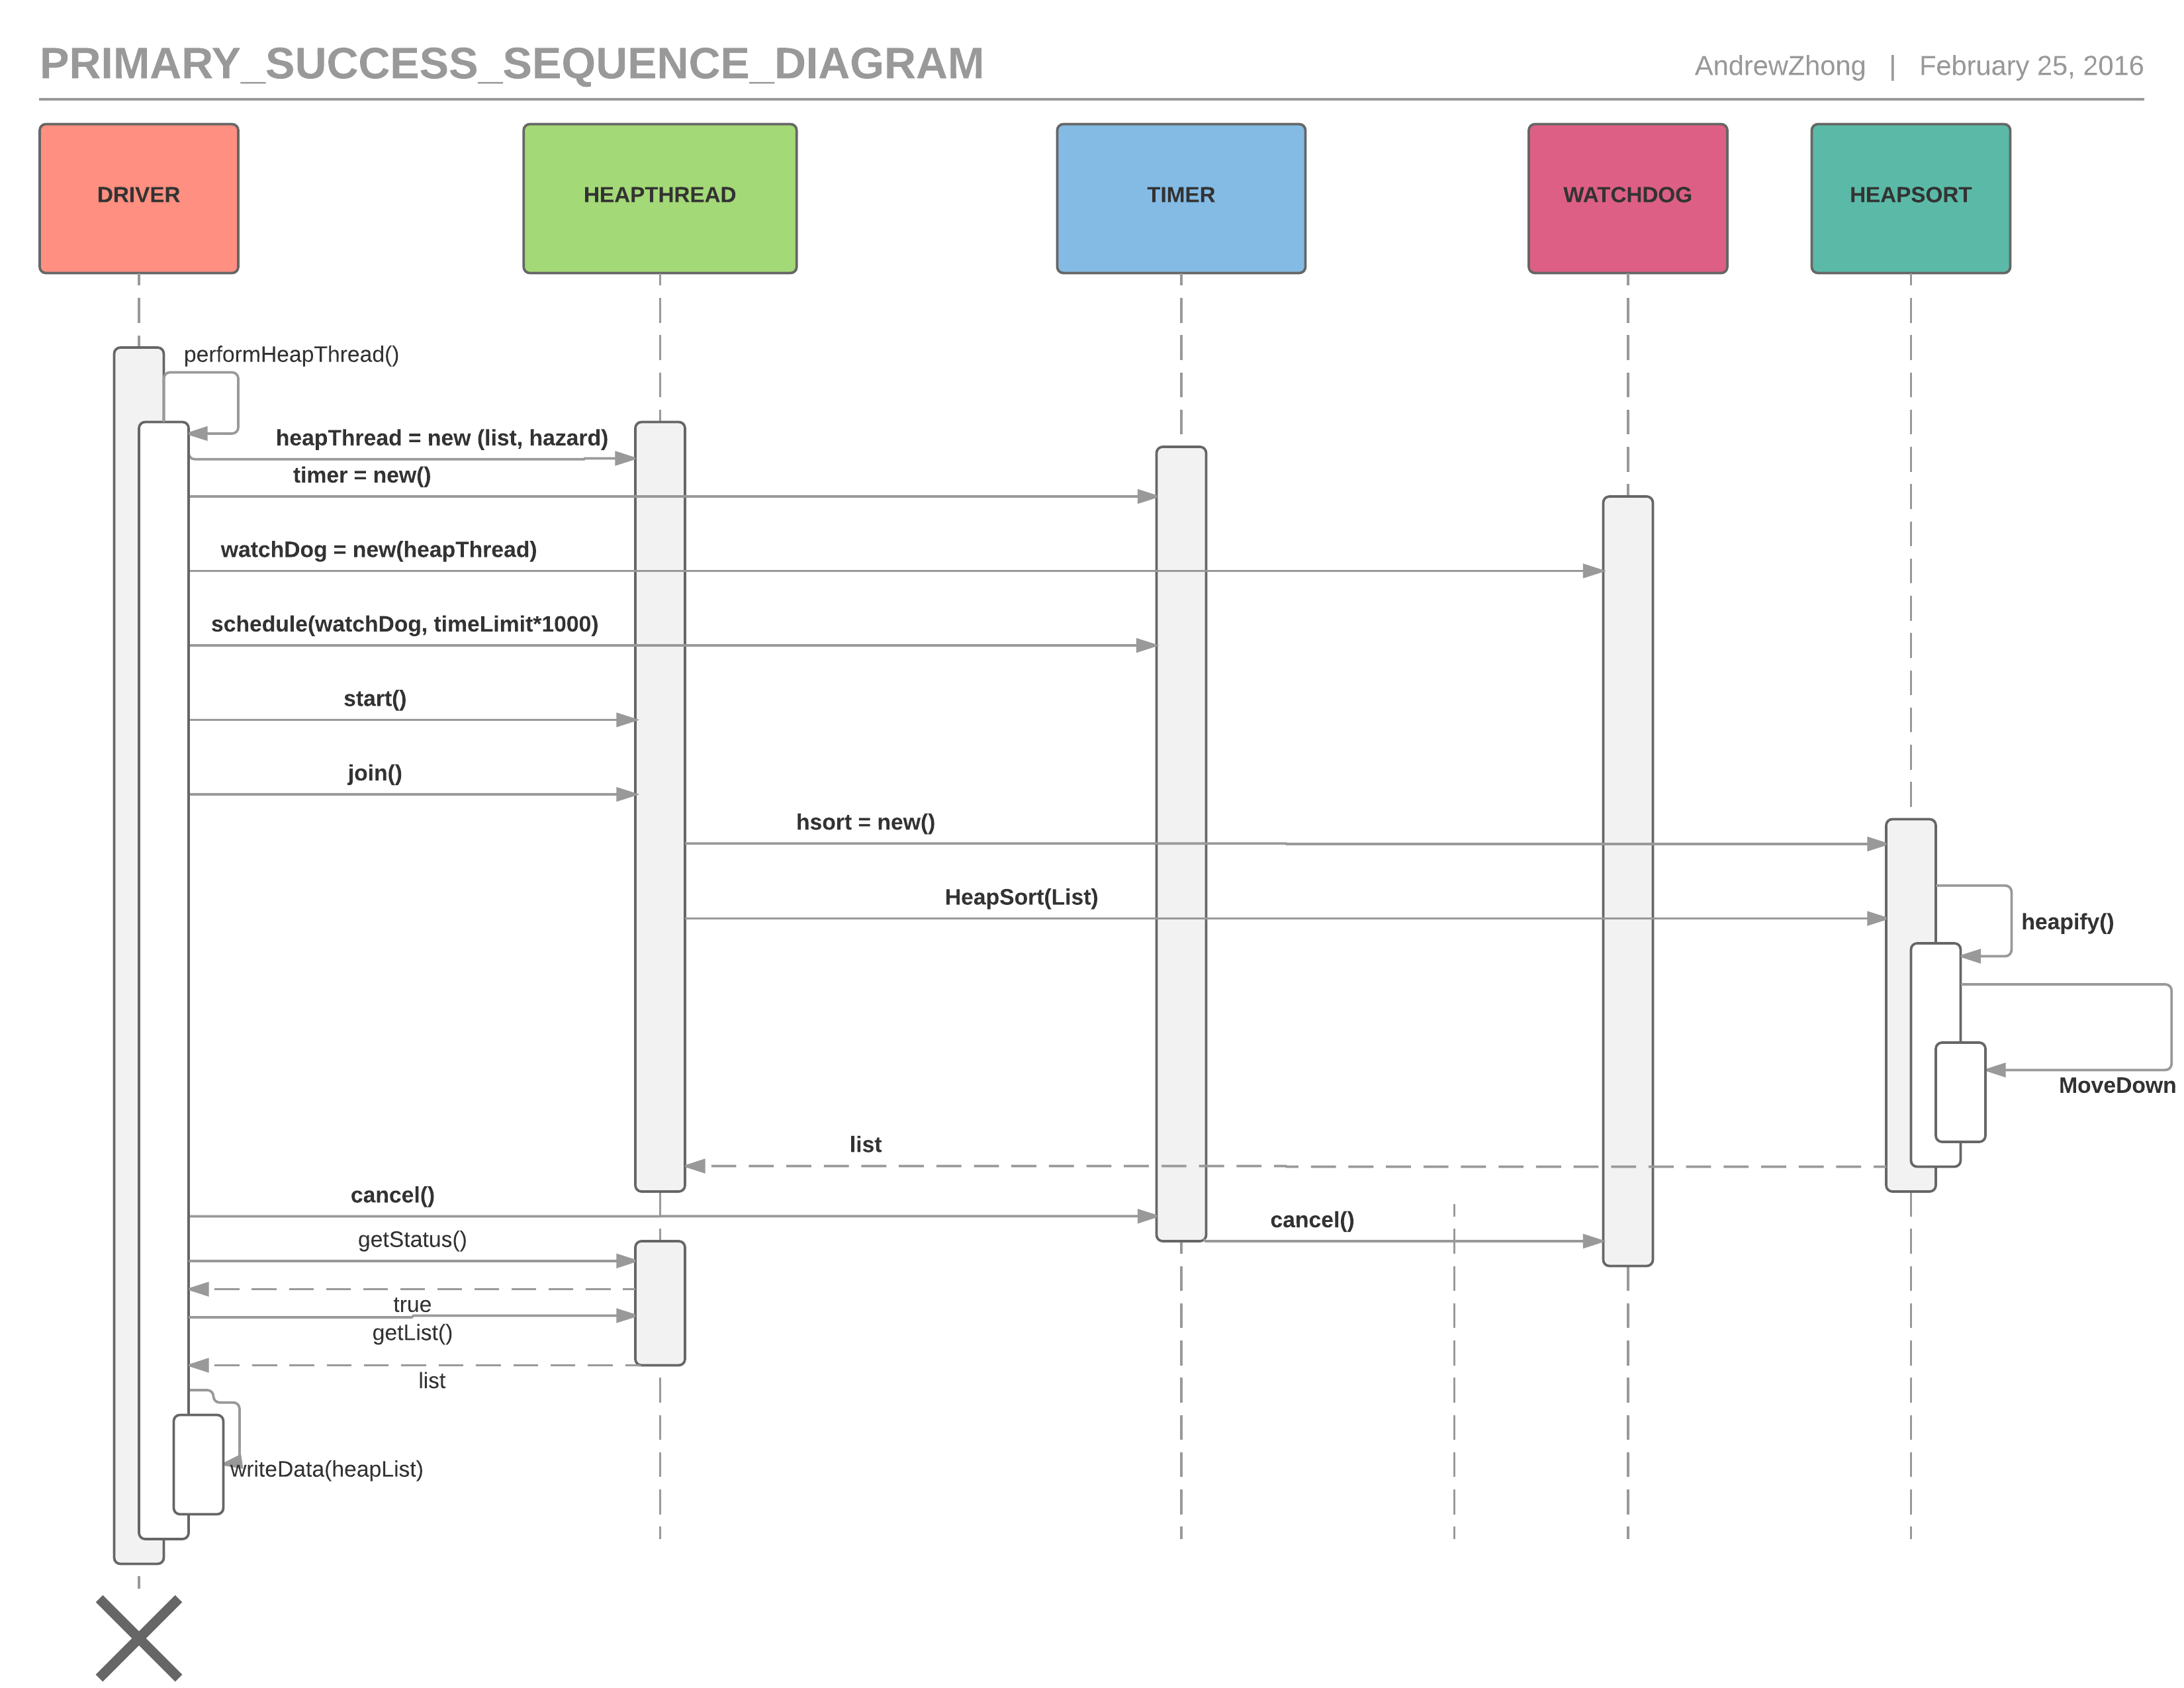 PRIMARY_SUCCESS_SEQUENCE_DIAGRAM
AndrewZhong | February 25, 2016
DRIVER
HEAPTHREAD
TIMER
WATCHDOG
HEAPSORT
performHeapThread()
heapThread = new (list, hazard)
timer = new()
watchDog = new(heapThread)
schedule(watchDog, timeLimit*1000)
start()
join()
hsort = new()
HeapSort(List)
heapify()
MoveDown
list
cancel()
cancel()
getStatus()
true
getList()
list
writeData(heapList)